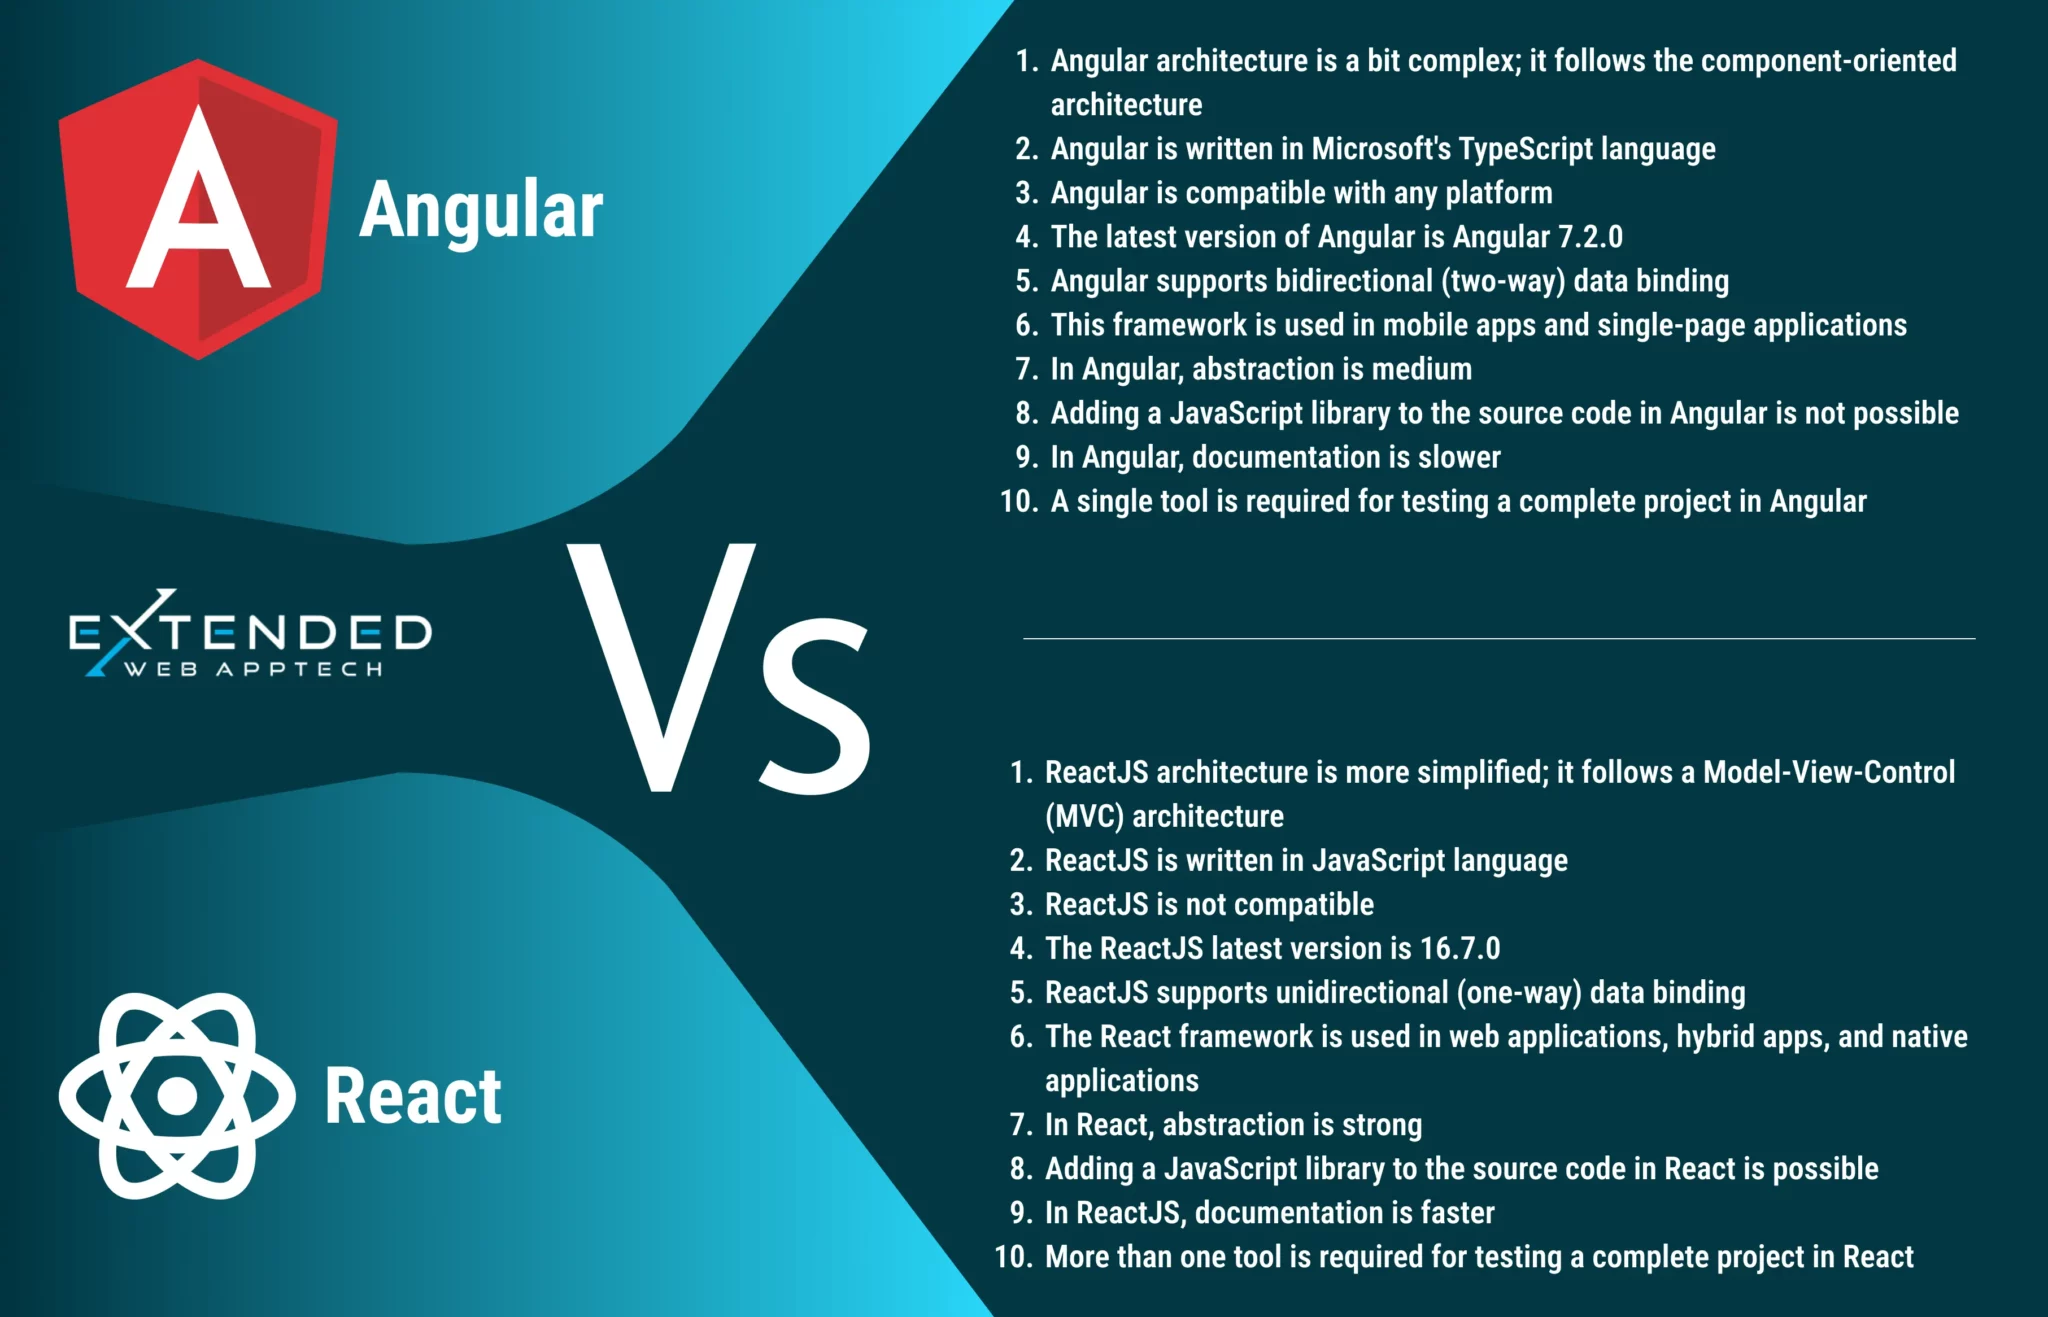 Angular
1. Angular architecture is a bit complex; it follows the component-oriented
architecture
2. Angular is written in Microsoft's TypeScript language
3. Angular is compatible with any platform
4. The latest version of Angular is Angular 7.2.0
5. Angular supports bidirectional (two-way) data binding
6. This framework is used in mobile apps and single-page applications
7. In Angular, abstraction is medium
8. Adding a JavaScript library to the source code in Angular is not possible
9. In Angular, documentation is slower
10. A single tool is required for testing a complete project in Angular
EXTENDED
WEB APPTECH
Vs
React
1. ReactJS architecture is more simplified; it follows a Model-View-Control
(MVC) architecture
2. ReactJS is written in JavaScript language
3. ReactJS is not compatible
4. The ReactJS latest version is 16.7.0
5. ReactJS supports unidirectional (one-way) data binding
6. The React framework is used in web applications, hybrid apps, and native
applications
7. In React, abstraction is strong
8. Adding a JavaScript library to the source code in React is possible
9. In ReactJS, documentation is faster
10. More than one tool is required for testing a complete project in React